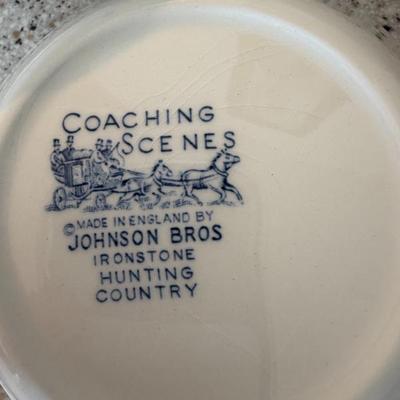 COACHING
SCENES
© MADE IN ENGLAND BY
JOHNSON BROS
IRONSTONE
HUNTING
COUNTRY